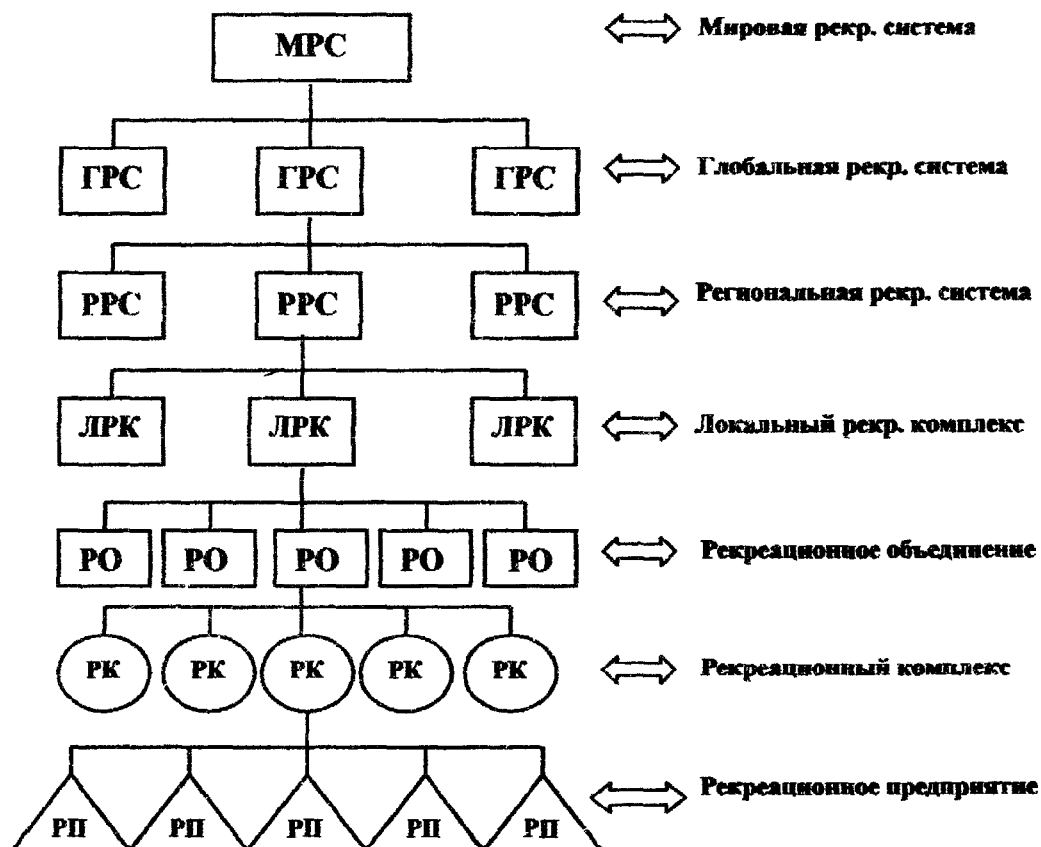 МРС Мировая рекр. система
ГРС ГРС ГРС Глобальная рекр. система
РРС РРС РРС Региональная рекр. система
ЛРК ЛРК ЛРК Локальный рекр. комплекс
РО РО РО РО РО Рекреационное объединение
РК РК РК РК РК Рекреационный комплекс
РП РП РП РП РП Рекреационное предприятие